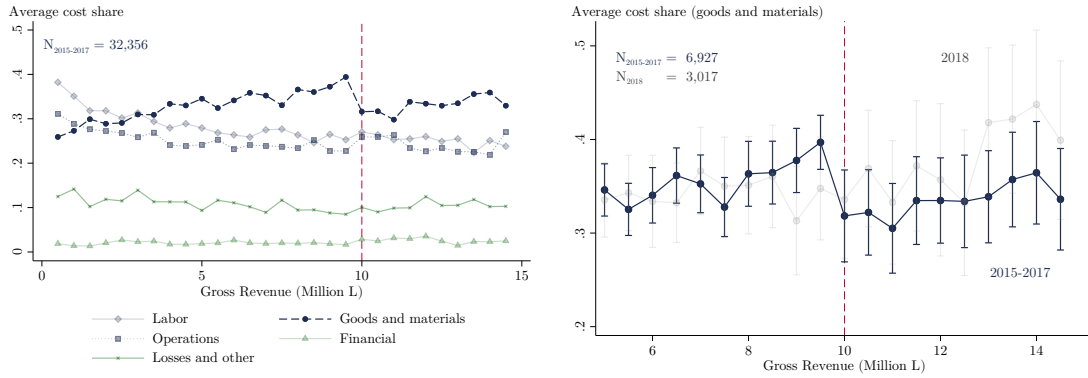 Average cost share
.5
.4
.3
.2
.1
0
N2015-2017 = 32,356
0 5 10 15
Gross Revenue (Million L)
Labor
Goods and materials
Operations
Financial
Losses and other
Average cost share (goods and materials)
.5
.4
.3
.2
N2015-2017 = 6,927
N2018 = 3,017
2018
2015-2017
6 8 10 12 14
Gross Revenue (Million L)